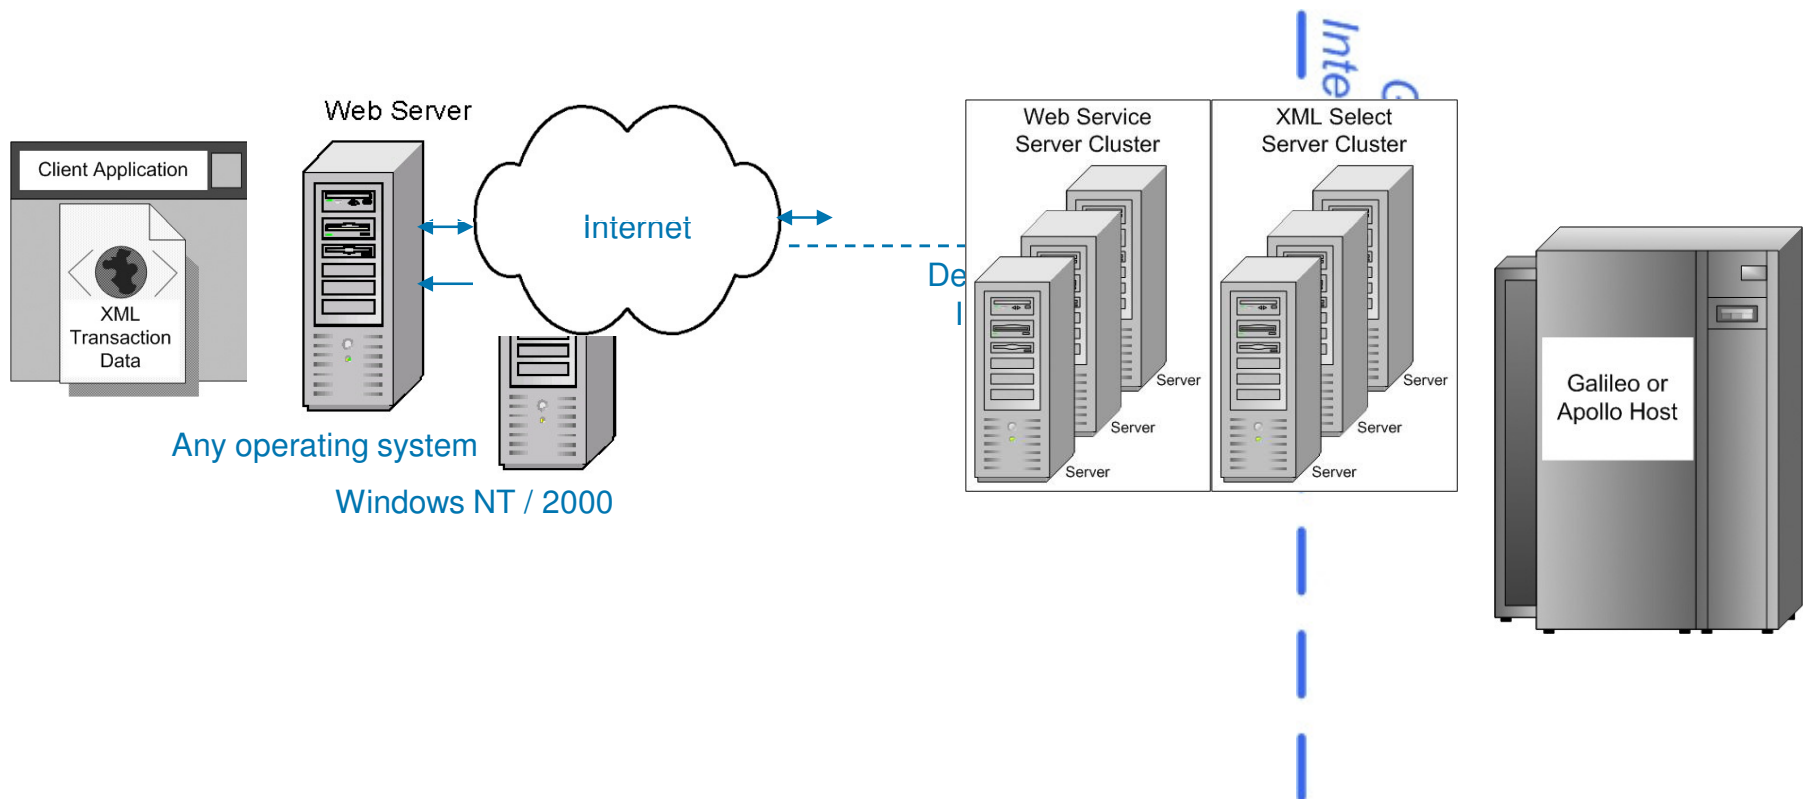 Client Application
XML
Transaction
Data
Web Server
Any operating system
Windows NT / 2000
Internet
Web Service
Server Cluster
Server
Server
Server
XML Select
Server Cluster
Server
Server
Server
Galileo or
Apollo Host